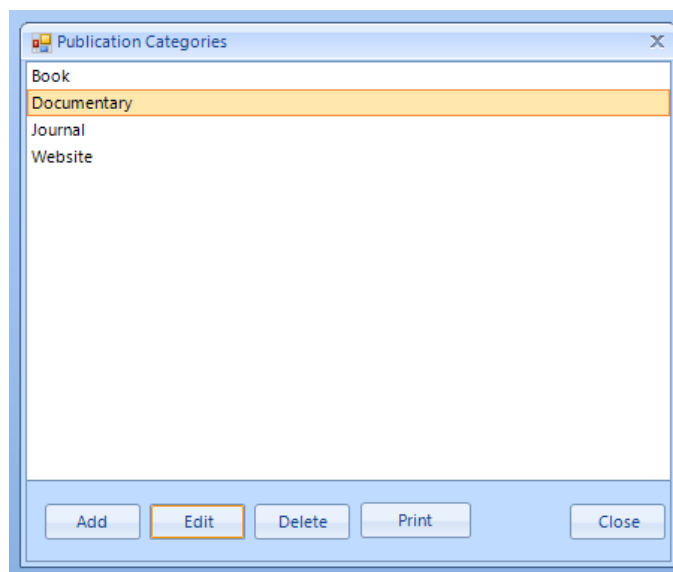 Publication Categories
Book
Documentary
Journal
Website
Add Edit Delete Print Close